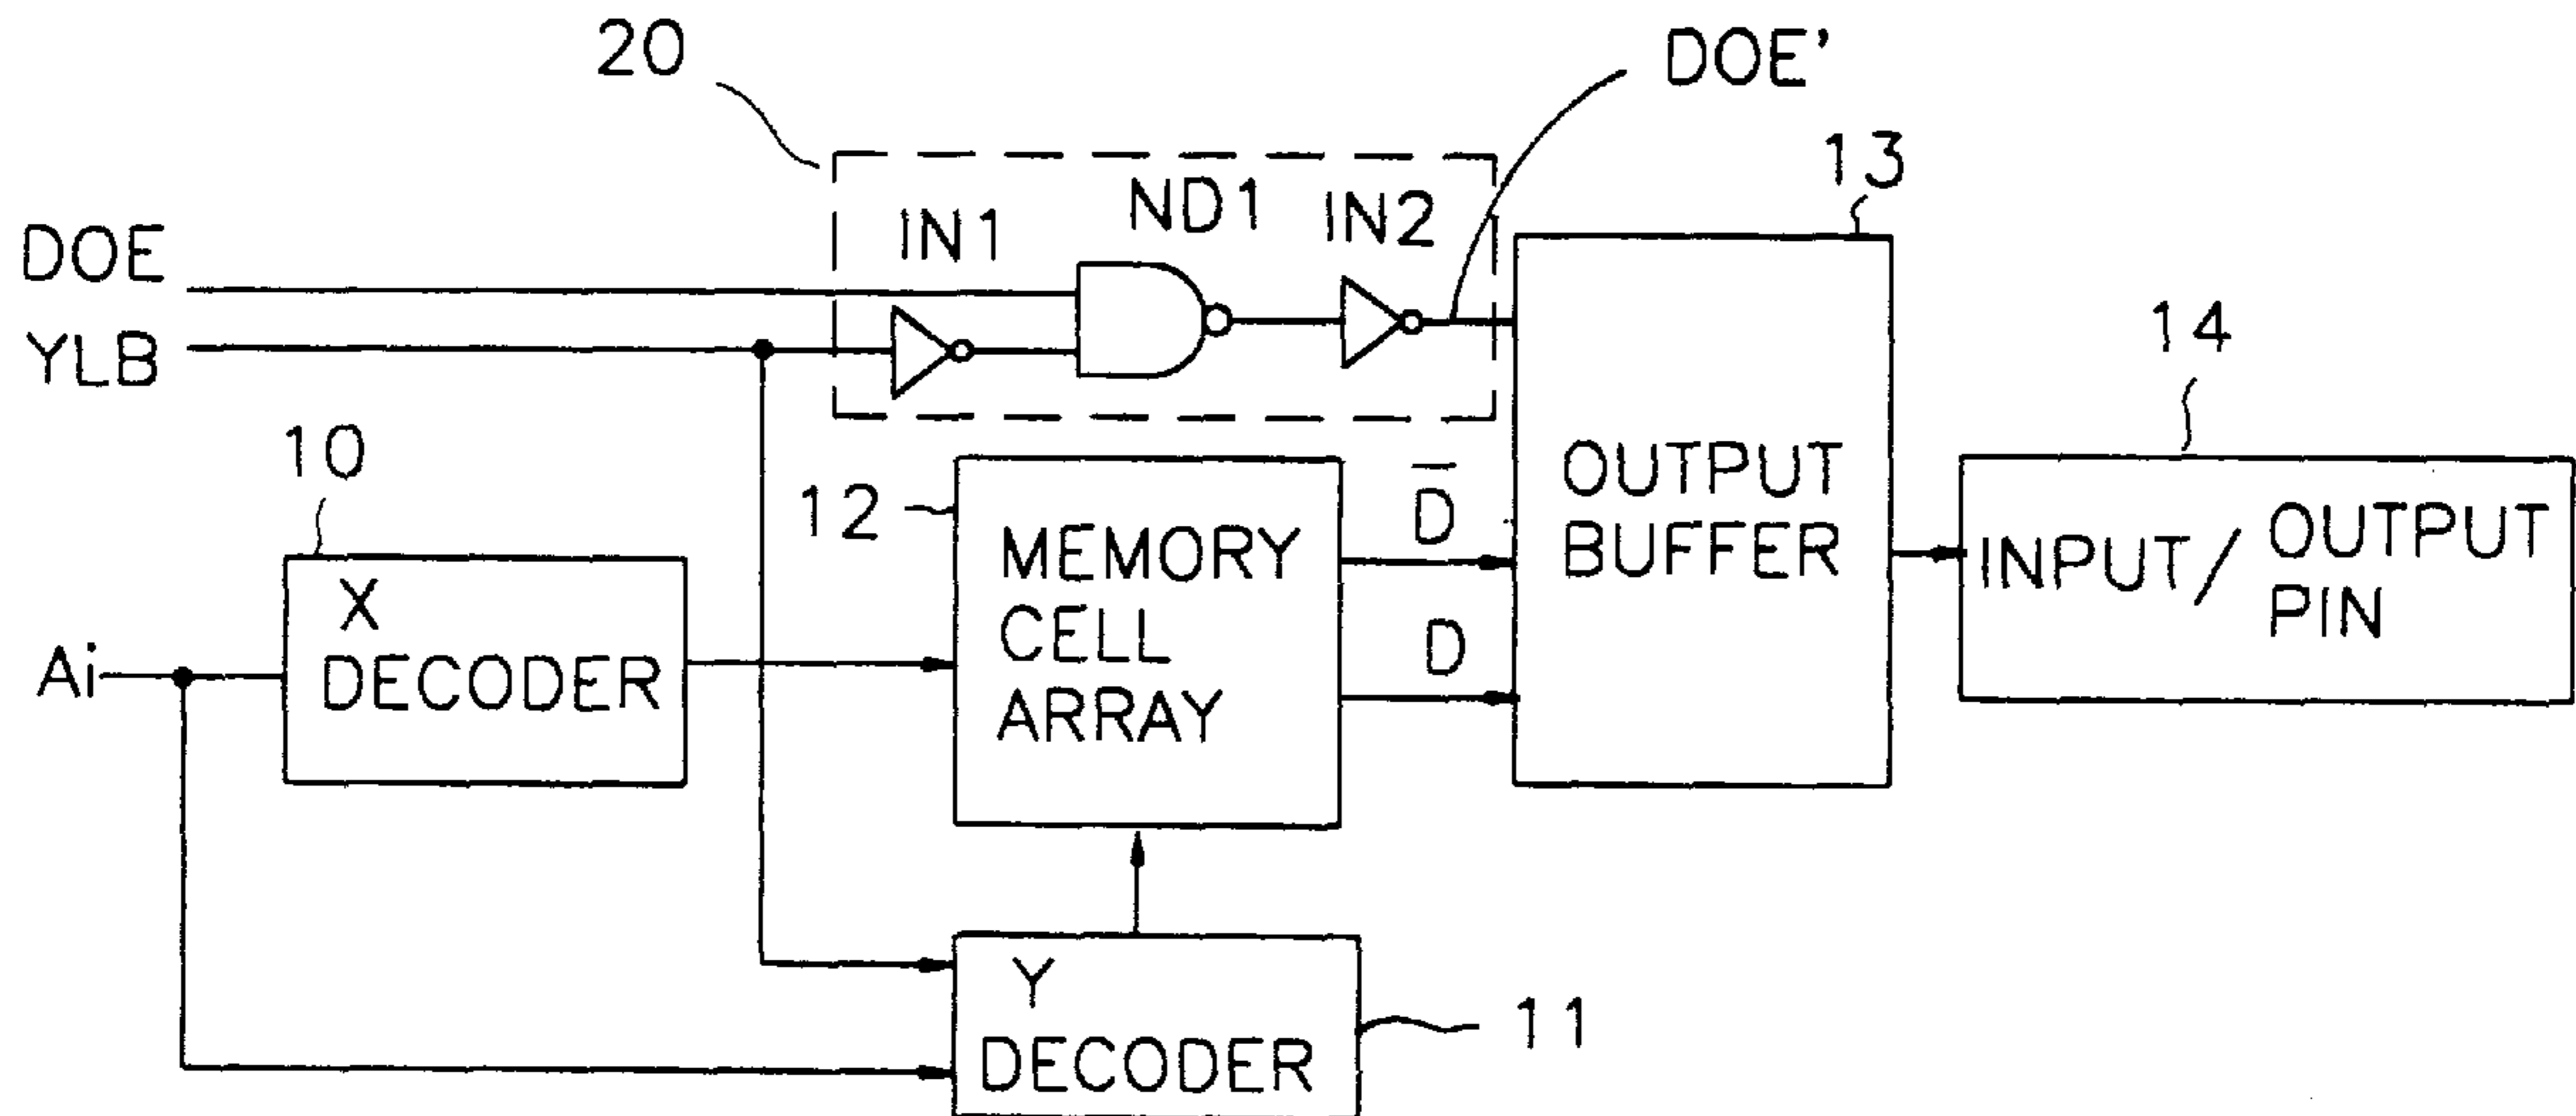 20
DOE'
13
ND1
IN1
IN2
DOE
YLB
14
10
12
D̅
OUTPUT
BUFFER
INPUT/
OUTPUT
PIN
MEMORY
CELL
ARRAY
X
DECODER
Ai
D
Y
DECODER
11